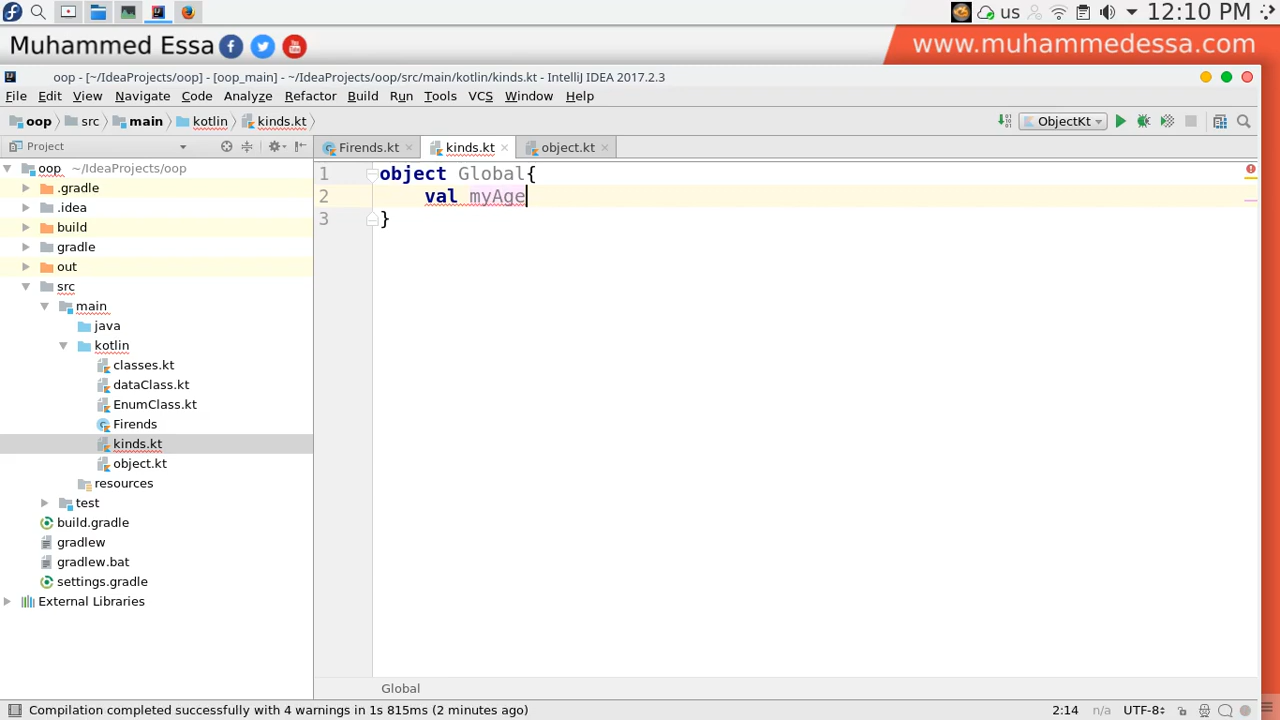 us 12:10 PM
Muhammed Essa
www.muhammedessa.com
oop - [~/IdeaProjects/oop] - [oop_main] - ~/IdeaProjects/oop/src/main/kotlin/kinds.kt - IntelliJ IDEA 2017.2.3
File Edit View Navigate Code Analyze Refactor Build Run Tools VCS Window Help
oop src main kotlin kinds.kt ObjectKt
Project Firends.kt kinds.kt object.kt
oop ~/IdeaProjects/oop
.gradle
.idea
build
gradle
out
src
main
java
kotlin
classes.kt
dataClass.kt
EnumClass.kt
Firends
kinds.kt
object.kt
resources
test
build.gradle
gradlew
gradlew.bat
settings.gradle
External Libraries
1 object Global{
2 val myAge
3 }
Global
Compilation completed successfully with 4 warnings in 1s 815ms (2 minutes ago) 2:14 n/a UTF-8